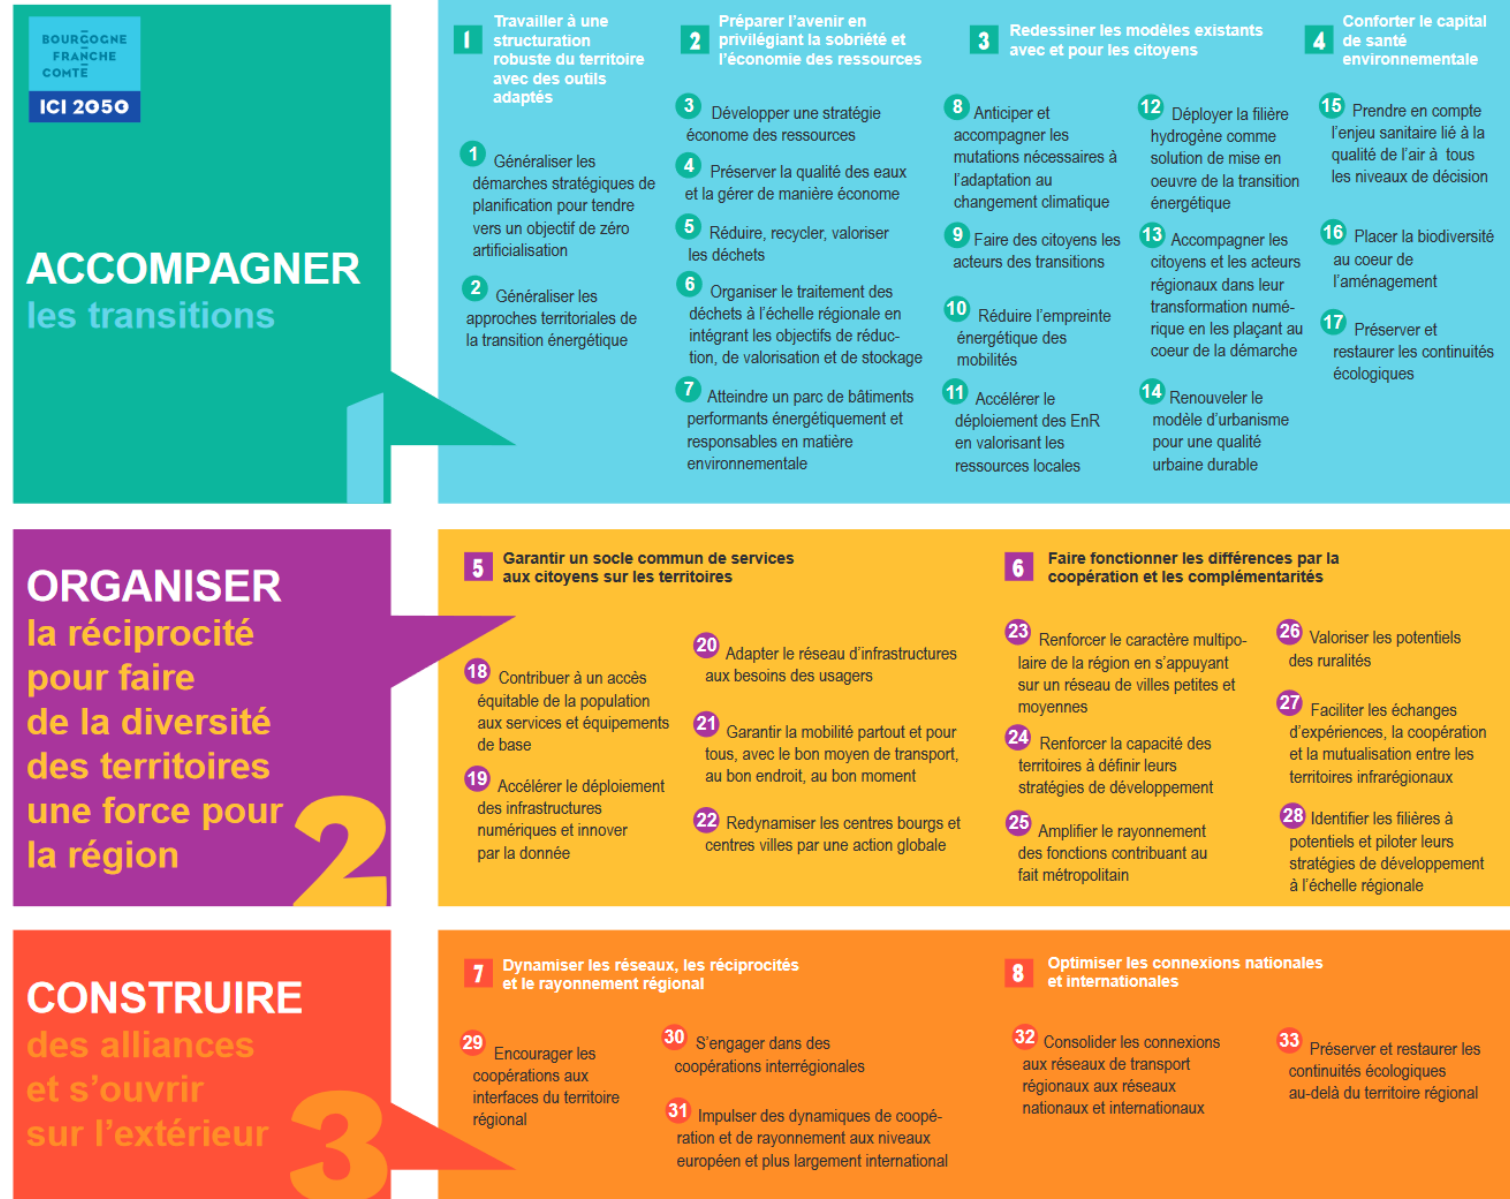 BOURGOGNE
FRANCHE
COMTÉ
ICI 2050
ACCOMPAGNER
les transitions
1
1
Travailler à une
structuration
robuste du territoire
avec des outils
adaptés
1 Généraliser les
démarches stratégiques de
planification pour tendre
vers un objectif de zéro
artificialisation
2 Généraliser les
approches territoriales de
la transition énergétique
2
Préparer l'avenir en
privilégiant la sobriété et
l'économie des ressources
3 Développer une stratégie
économe des ressources
4 Préserver la qualité des eaux
et la gérer de manière économe
5 Réduire, recycler, valoriser
les déchets
6 Organiser le traitement des
déchets à l'échelle régionale en
intégrant les objectifs de réduc-
tion, de valorisation et de stockage
7 Atteindre un parc de bâtiments
performants énergétiquement et
responsables en matière
environnementale
3
Redessiner les modèles existants
avec et pour les citoyens
8 Anticiper et
accompagner les
mutations nécessaires à
l'adaptation au
changement climatique
9 Faire des citoyens les
acteurs des transitions
10 Réduire l'empreinte
énergétique des
mobilités
11 Accélérer le
déploiement des EnR
en valorisant les
ressources locales
12 Déployer la filière
hydrogène comme
solution de mise en
oeuvre de la transition
énergétique
13 Accompagner les
citoyens et les acteurs
régionaux dans leur
transformation numé-
rique en les plaçant au
coeur de la démarche
14 Renouveler le
modèle d'urbanisme
pour une qualité
urbaine durable
4
Conforter le capital
de santé
environnementale
15 Prendre en compte
l'enjeu sanitaire lié à la
qualité de l'air à tous
les niveaux de décision
16 Placer la biodiversité
au coeur de
l'aménagement
17 Préserver et
restaurer les continuités
écologiques
ORGANISER
la réciprocité
pour faire
de la diversité
des territoires
une force pour
la région
2
5
Garantir un socle commun de services
aux citoyens sur les territoires
18 Contribuer à un accès
équitable de la population
aux services et équipements
de base
19 Accélérer le déploiement
des infrastructures
numériques et innover
par la donnée
20 Adapter le réseau d'infrastructures
aux besoins des usagers
21 Garantir la mobilité partout et pour
tous, avec le bon moyen de transport,
au bon endroit, au bon moment
22 Redynamiser les centres bourgs et
centres villes par une action globale
6
Faire fonctionner les différences par la
coopération et les complémentarités
23 Renforcer le caractère multipo-
laire de la région en s'appuyant
sur un réseau de villes petites et
moyennes
24 Renforcer la capacité des
territoires à définir leurs
stratégies de développement
25 Amplifier le rayonnement
des fonctions contribuant au
fait métropolitain
26 Valoriser les potentiels
des ruralités
27 Faciliter les échanges
d'expériences, la coopération
et la mutualisation entre les
territoires infrarégionaux
28 Identifier les filières à
potentiels et piloter leurs
stratégies de développement
à l'échelle régionale
CONSTRUIRE
des alliances
et s'ouvrir
sur l'extérieur
3
7
Dynamiser les réseaux, les réciprocités
et le rayonnement régional
29 Encourager les
coopérations aux
interfaces du territoire
régional
30 S'engager dans des
coopérations interrégionales
31 Impulser des dynamiques de coopé-
ration et de rayonnement aux niveaux
européen et plus largement international
8
Optimiser les connexions nationales
et internationales
32 Consolider les connexions
aux réseaux de transport
régionaux aux réseaux
nationaux et internationaux
33 Préserver et restaurer les
continuités écologiques
au-delà du territoire régional